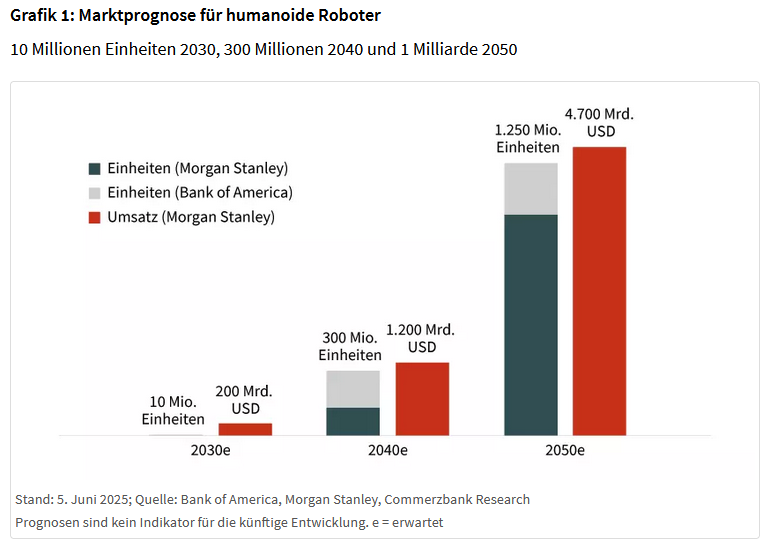 Grafik 1: Marktprognose für humanoide Roboter
10 Millionen Einheiten 2030, 300 Millionen 2040 und 1 Milliarde 2050
Einheiten (Morgan Stanley)
Einheiten (Bank of America)
Umsatz (Morgan Stanley)
10 Mio.
Einheiten
200 Mrd.
USD
300 Mio.
Einheiten
1.200 Mrd.
USD
1.250 Mio.
Einheiten
4.700 Mrd.
USD
2030e
2040e
2050e
Stand: 5. Juni 2025; Quelle: Bank of America, Morgan Stanley, Commerzbank Research
Prognosen sind kein Indikator für die künftige Entwicklung. e = erwartet